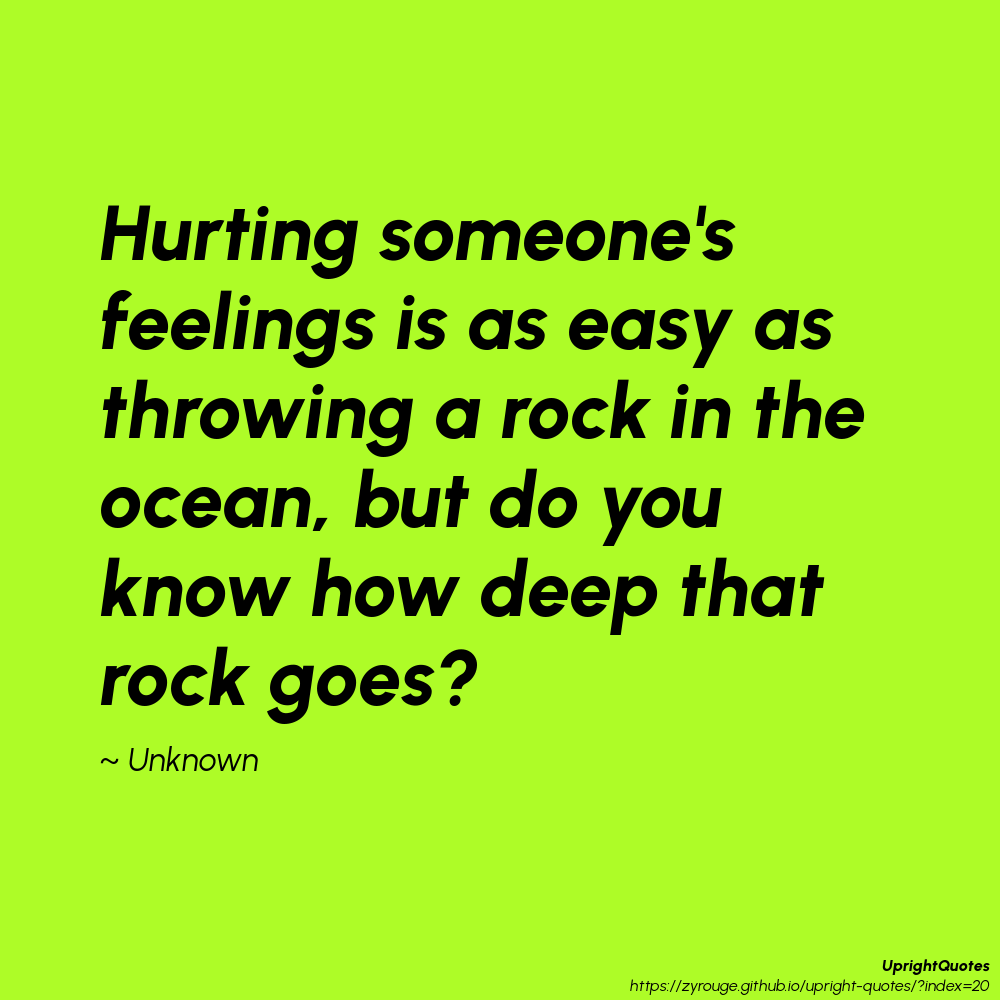 Hurting someone's
feelings is as easy as
throwing a rock in the
ocean, but do you
know how deep that
rock goes?
~ Unknown
UprightQuotes
https://zyrouge.github.io/upright-quotes/?index=20